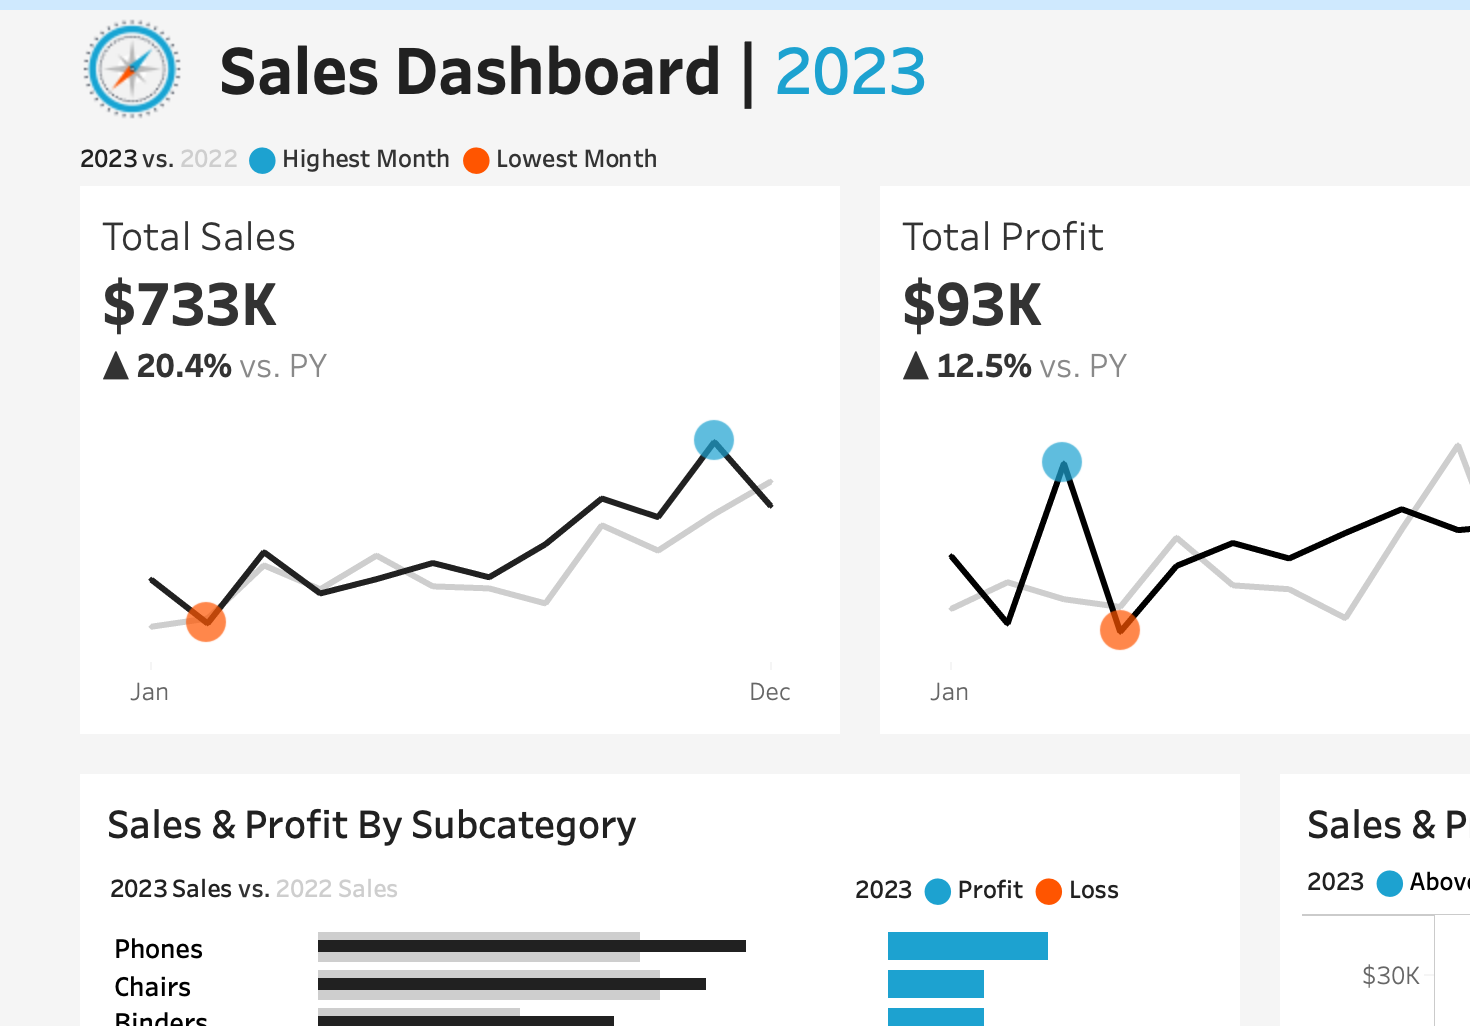 Sales Dashboard | 2023
2023 vs. 2022 Highest Month Lowest Month
Total Sales
$733K
▲ 20.4% vs. PY
Jan
Dec
Total Profit
$93K
▲ 12.5% vs. PY
Jan
Sales & Profit By Subcategory
2023 Sales vs. 2022 Sales
2023 Profit Loss
Phones
Chairs
Binders
Sales & P
2023 Above
$30K